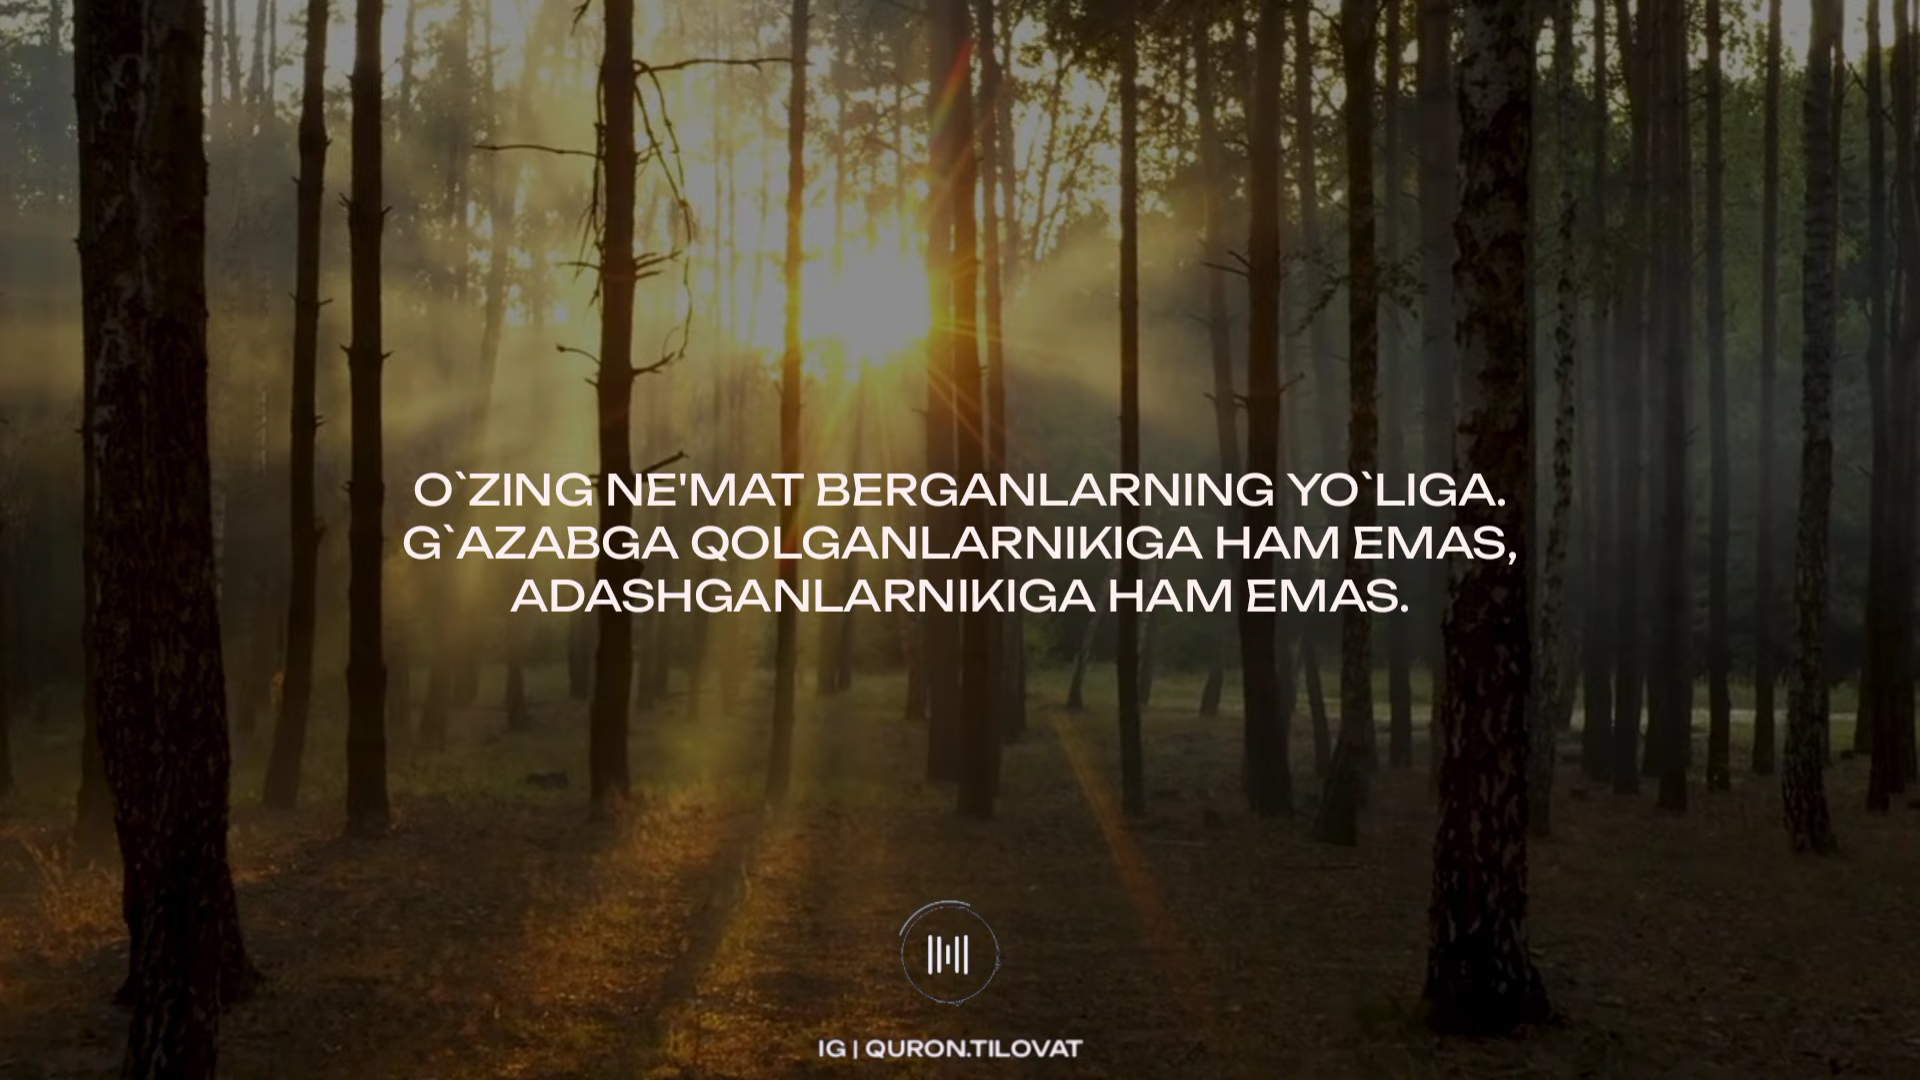 O`ZING NE'MAT BERGANLARNING YO`LIGA.
G`AZABGA QOLGANLARNIKIGA HAM EMAS,
ADASHGANLARNIKIGA HAM EMAS.
IG | QURON.TILOVAT